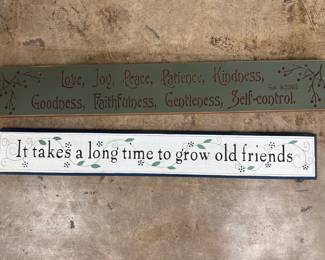 Love, Joy, Peace, Patience, Kindness,
Goodness, Faithfulness, Gentleness, Self-control.
It takes a long time to grow old friends